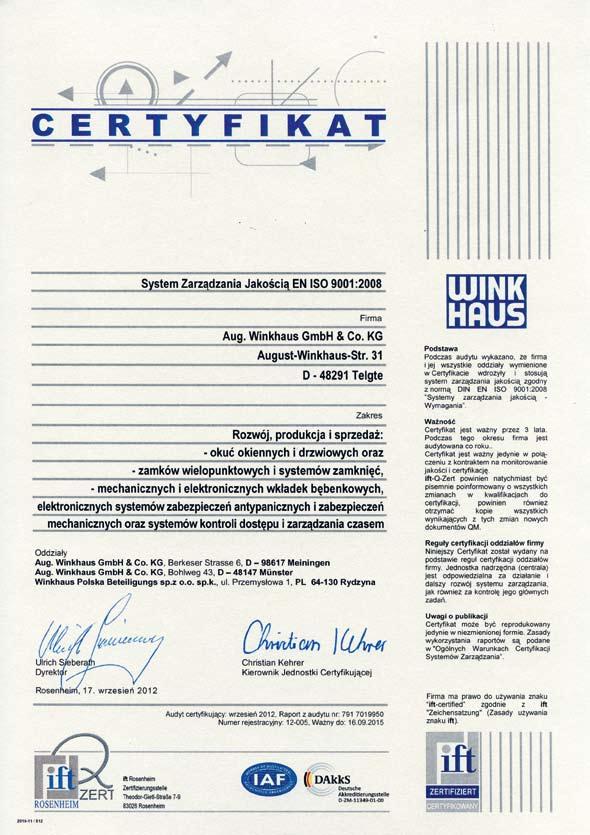 CERTYFIKAT
System Zarządzania Jakością EN ISO 9001:2008
Firma
Aug. Winkhaus GmbH & Co. KG
August-Winkhaus-Str. 31
D - 48291 Telgte
Zakres
Rozwój, produkcja i sprzedaż:
- okuć okiennych i drzwiowych oraz
- zamków wielopunktowych i systemów zamknięć,
- mechanicznych i elektronicznych wkładek bębenkowych,
elektronicznych systemów zabezpieczeń antypanicznych i zabezpieczeń
mechanicznych oraz systemów kontroli dostępu i zarządzania czasem
Oddziały
Aug. Winkhaus GmbH & Co. KG, Berkeser Strasse 6, D – 98617 Meiningen
Aug. Winkhaus GmbH & Co. KG, Bohlweg 43, D – 48147 Münster
Winkhaus Polska Beteiligungs sp.z o.o. sp.k., ul. Przemysłowa 1, PL 64-130 Rydzyna
Christian Kehrer
Ulrich Sieberath
Dyrektor
Christian Kehrer
Kierownik Jednostki Certyfikującej
Rosenheim, 17. wrzesień 2012
Audyt certyfikujący: wrzesień 2012, Raport z audytu nr: 791 7019950
Numer rejestracyjny: 12-005, Ważny do: 16.09.2015
WINK
HAUS
Podstawa
Podczas audytu wykazano, że firma
i jej wszystkie oddziały wymienione
w Certyfikacie wdrożyły i stosują
system zarządzania jakością zgodny
z normą DIN EN ISO 9001:2008
"Systemy zarządzania jakością -
Wymagania".
Ważność
Certyfikat jest ważny przez 3 lata.
Podczas tego okresu firma jest
audytowana co roku..
Certyfikat jest ważny jedynie w połą-
czeniu z kontraktem na monitorowanie
jakości i certyfikację.
ift-Q-Zert powinien natychmiast być
pisemnie poinformowany o wszystkich
zmianach w kwalifikacjach do
certyfikacji, powinien również
otrzymać kopie wszystkich
wynikających z tych zmian nowych
dokumentów QM.
Reguły certyfikacji oddziałów firmy
Niniejszy Certyfikat został wydany na
podstawie reguł certyfikacji oddziałów
firmy. Jednostka nadrzędna (centrala)
jest odpowiedzialna za działanie i
dalszy rozwój systemu zarządzania,
jak również za kontrolę jego głównych
zadań.
Uwagi o publikacji
Certyfikat może być reprodukowany
jedynie w niezmienionej formie. Zasady
wykorzystania raportów są podane
w "Ogólnych Warunkach Certyfikacji
Systemów Zarządzania".
Firma ma prawo do używania znaku
"ift-certified" zgodnie z ift
"Zeichensatzung" (Zasady używania
znaku ift).
ift
Q
ZERT
ROSENHEIM
ift Rosenheim
Zertifizierungsstelle
Theodor-Gietl-Straße 7-9
83026 Rosenheim
IAF
DAkkS
Deutsche
Akkreditierungsstelle
D-ZM-11349-01-00
ift
ZERTIFIZIERT
CERTYFIKOWANY
2010-11 / 812